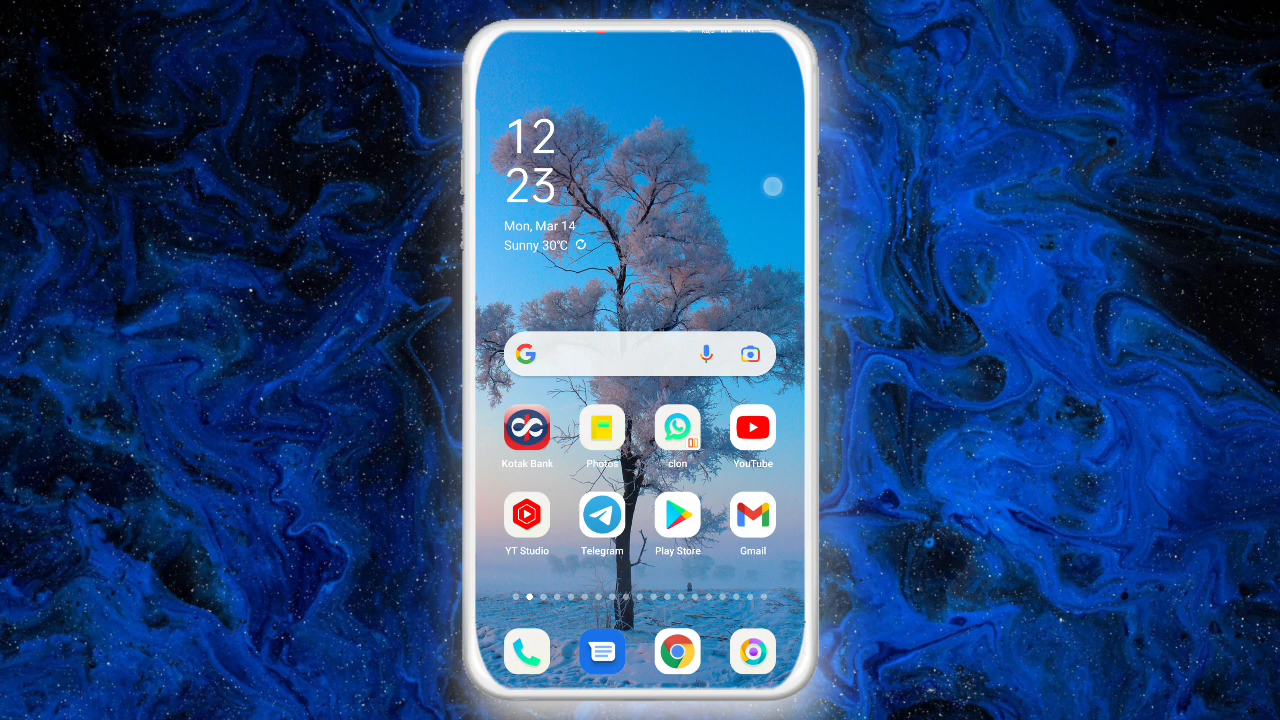 12
23
Mon, Mar 14
Sunny 30°C
Kotak Bank Photos clon YouTube
YT Studio Telegram Play Store Gmail